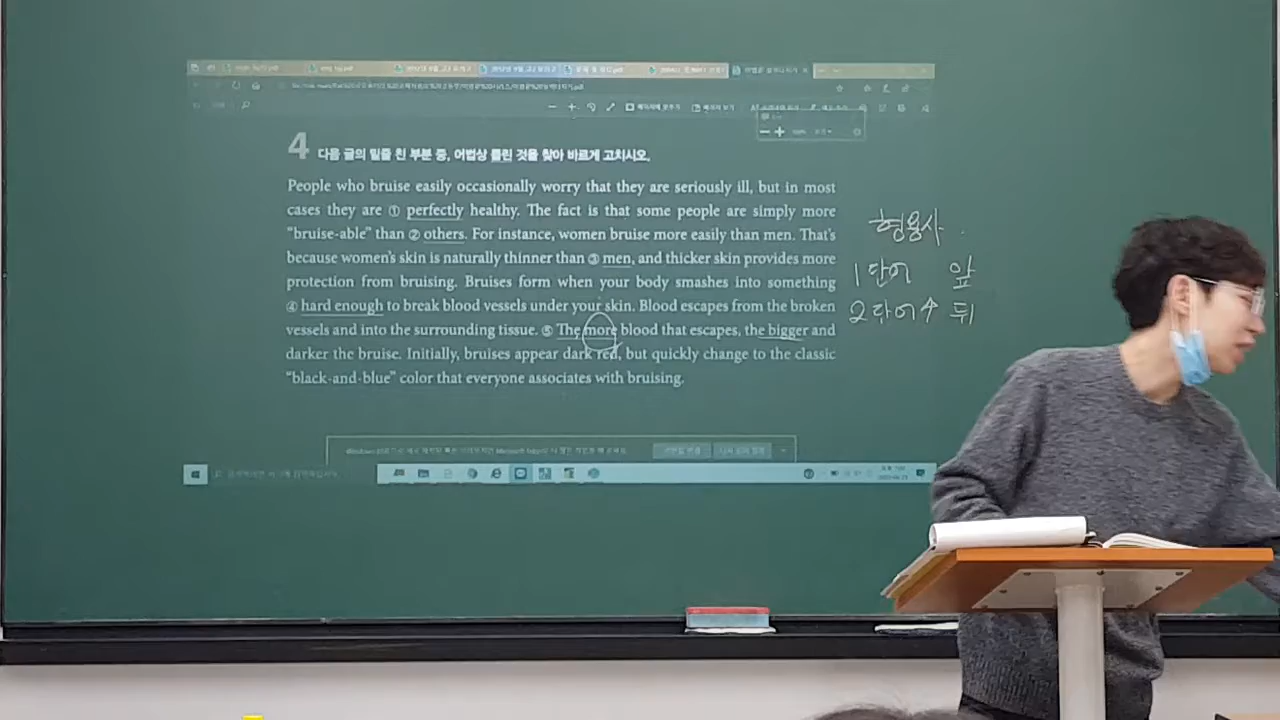 4 다음 글의 밑줄 친 부분 중, 어법상 틀린 것을 찾아 바르게 고치시오.
People who bruise easily occasionally worry that they are seriously ill, but in most
cases they are ① perfectly healthy. The fact is that some people are simply more
“bruise-able” than ② others. For instance, women bruise more easily than men. That's
because women's skin is naturally thinner than ③ men, and thicker skin provides more
protection from bruising. Bruises form when your body smashes into something
④ hard enough to break blood vessels under your skin. Blood escapes from the broken
vessels and into the surrounding tissue. ⑤ The more blood that escapes, the bigger and
darker the bruise. Initially, bruises appear dark red, but quickly change to the classic
“black-and-blue” color that everyone associates with bruising.
형용사
1단어 앞
2단어↑ 뒤